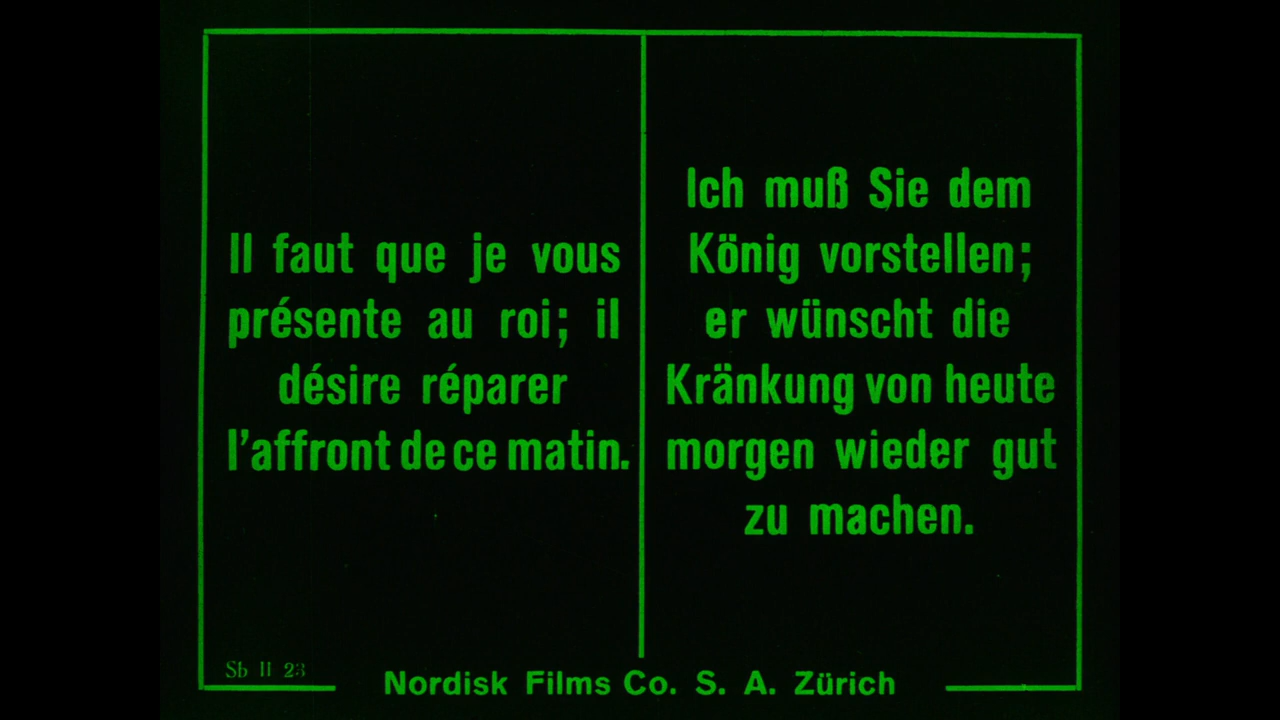 Il faut que je vous
présente au roi; il
désire réparer
l'affront de ce matin.
Ich muß Sie dem
König vorstellen;
er wünscht die
Kränkung von heute
morgen wieder gut
zu machen.
Sb II 23
Nordisk Films Co. S. A. Zürich